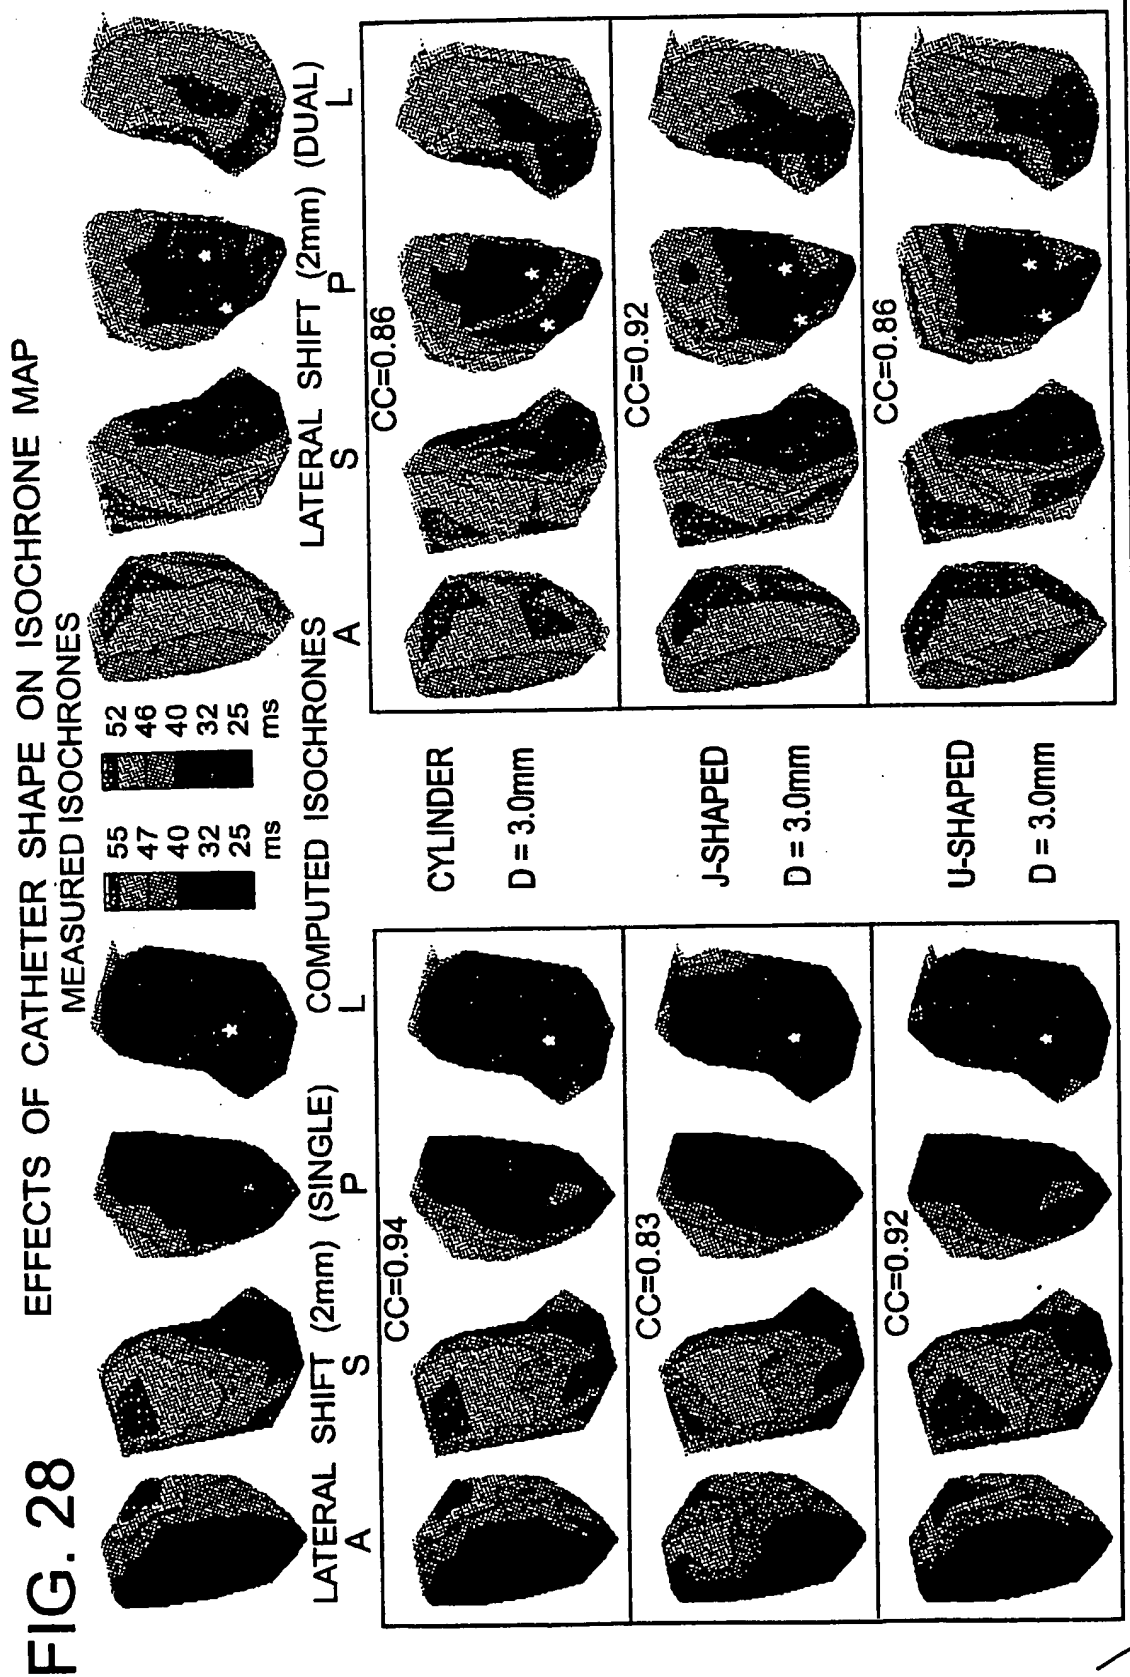 FIG. 28
EFFECTS OF CATHETER SHAPE ON ISOCHRONE MAP
MEASURED ISOCHRONES
55
47
40
32
25
ms
52
46
40
32
25
ms
LATERAL SHIFT (2mm) (SINGLE)
COMPUTED ISOCHRONES
LATERAL SHIFT (2mm) (DUAL)
A
S
P
L
A
S
P
L
CC=0.94
CYLINDER
D = 3.0mm
CC=0.86
CC=0.83
J-SHAPED
D = 3.0mm
CC=0.92
CC=0.92
U-SHAPED
D = 3.0mm
CC=0.86